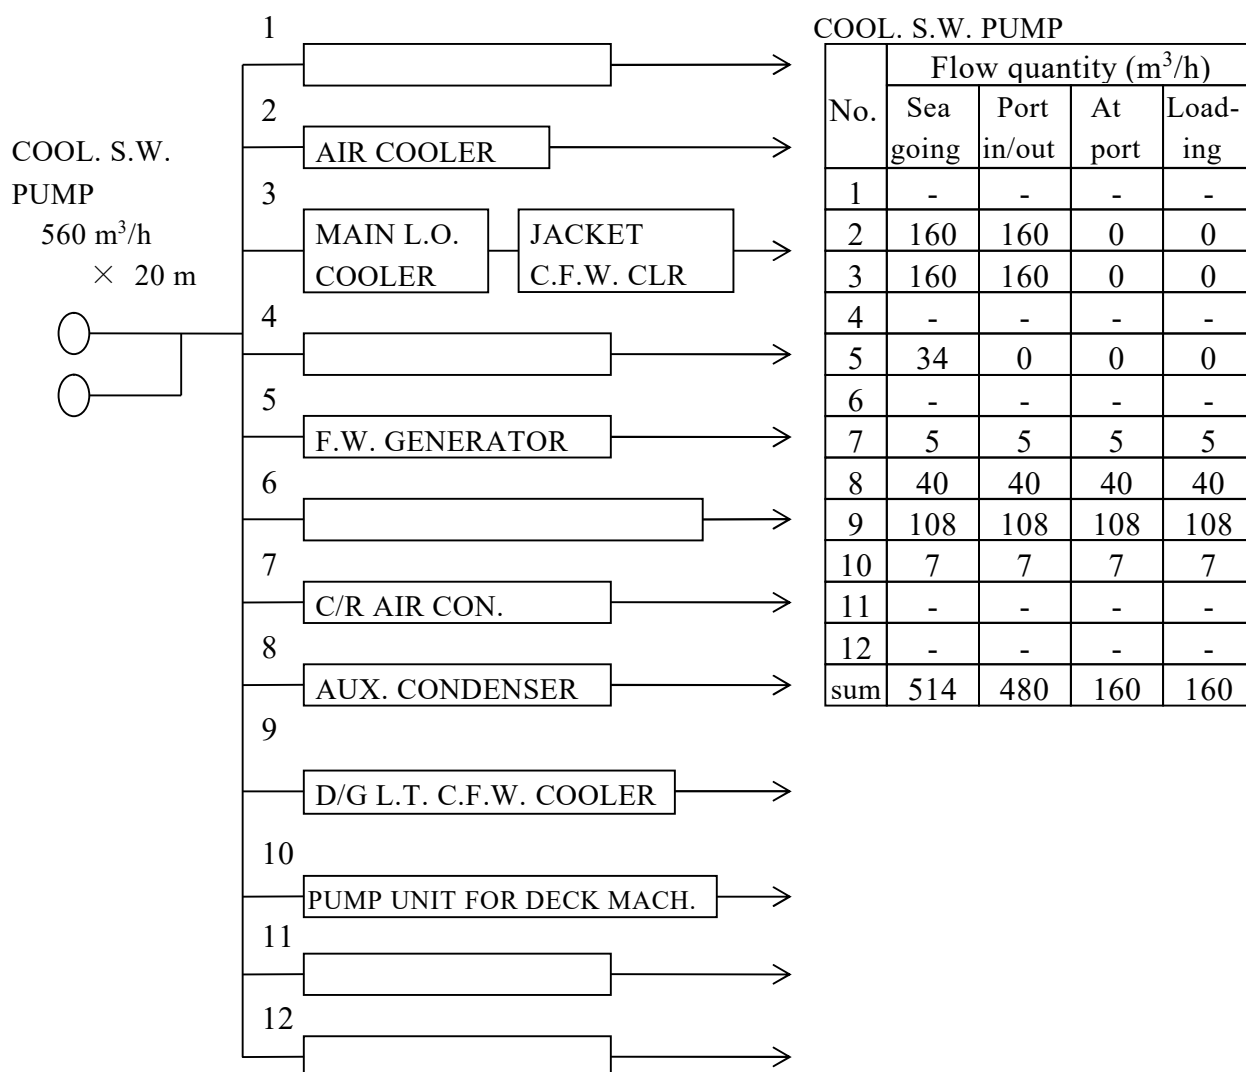 COOL. S.W.
PUMP
560 m³/h
× 20 m
1
2
AIR COOLER
3
MAIN L.O.
COOLER
JACKET
C.F.W. CLR
4
5
F.W. GENERATOR
6
7
C/R AIR CON.
8
AUX. CONDENSER
9
D/G L.T. C.F.W. COOLER
10
PUMP UNIT FOR DECK MACH.
11
12
COOL. S.W. PUMP
No. Flow quantity (m³/h)
Sea going Port in/out At port Load-ing
1 - - - -
2 160 160 0 0
3 160 160 0 0
4 - - - -
5 34 0 0 0
6 - - - -
7 5 5 5 5
8 40 40 40 40
9 108 108 108 108
10 7 7 7 7
11 - - - -
12 - - - -
sum 514 480 160 160